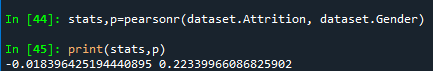 In [44]: stats,p=pearsonr(dataset.Attrition, dataset.Gender)
In [45]: print(stats,p)
-0.018396425194440895 0.22339966086825902